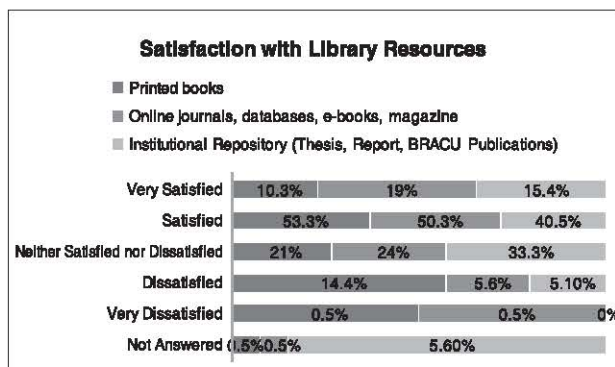 Satisfaction with Library Resources
Printed books
Online journals, databases, e-books, magazine
Institutional Repository (Thesis, Report, BRACU Publications)
Very Satisfied 10.3% 19% 15.4%
Satisfied 53.3% 50.3% 40.5%
Neither Satisfied nor Dissatisfied 21% 24% 33.3%
Dissatisfied 14.4% 5.6% 5.10%
Very Dissatisfied 0.5% 0.5% 0%
Not Answered 0.5% 0.5% 5.60%